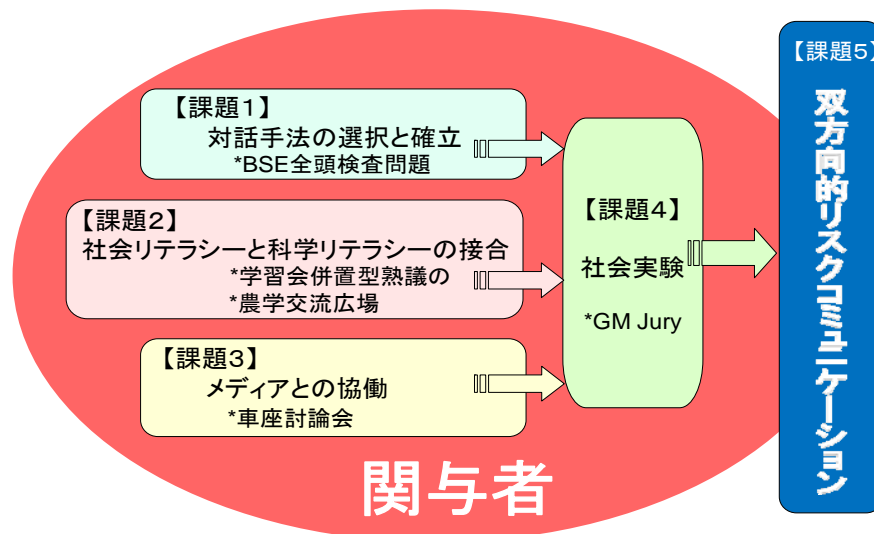 【課題1】
対話手法の選択と確立
*BSE全頭検査問題
【課題2】
社会リテラシーと科学リテラシーの接合
*学習会併置型熟議の
*農学交流広場
【課題3】
メディアとの協働
*車座討論会
【課題4】
社会実験
*GM Jury
【課題5】
双方向的リスクコミュニケーション
関与者